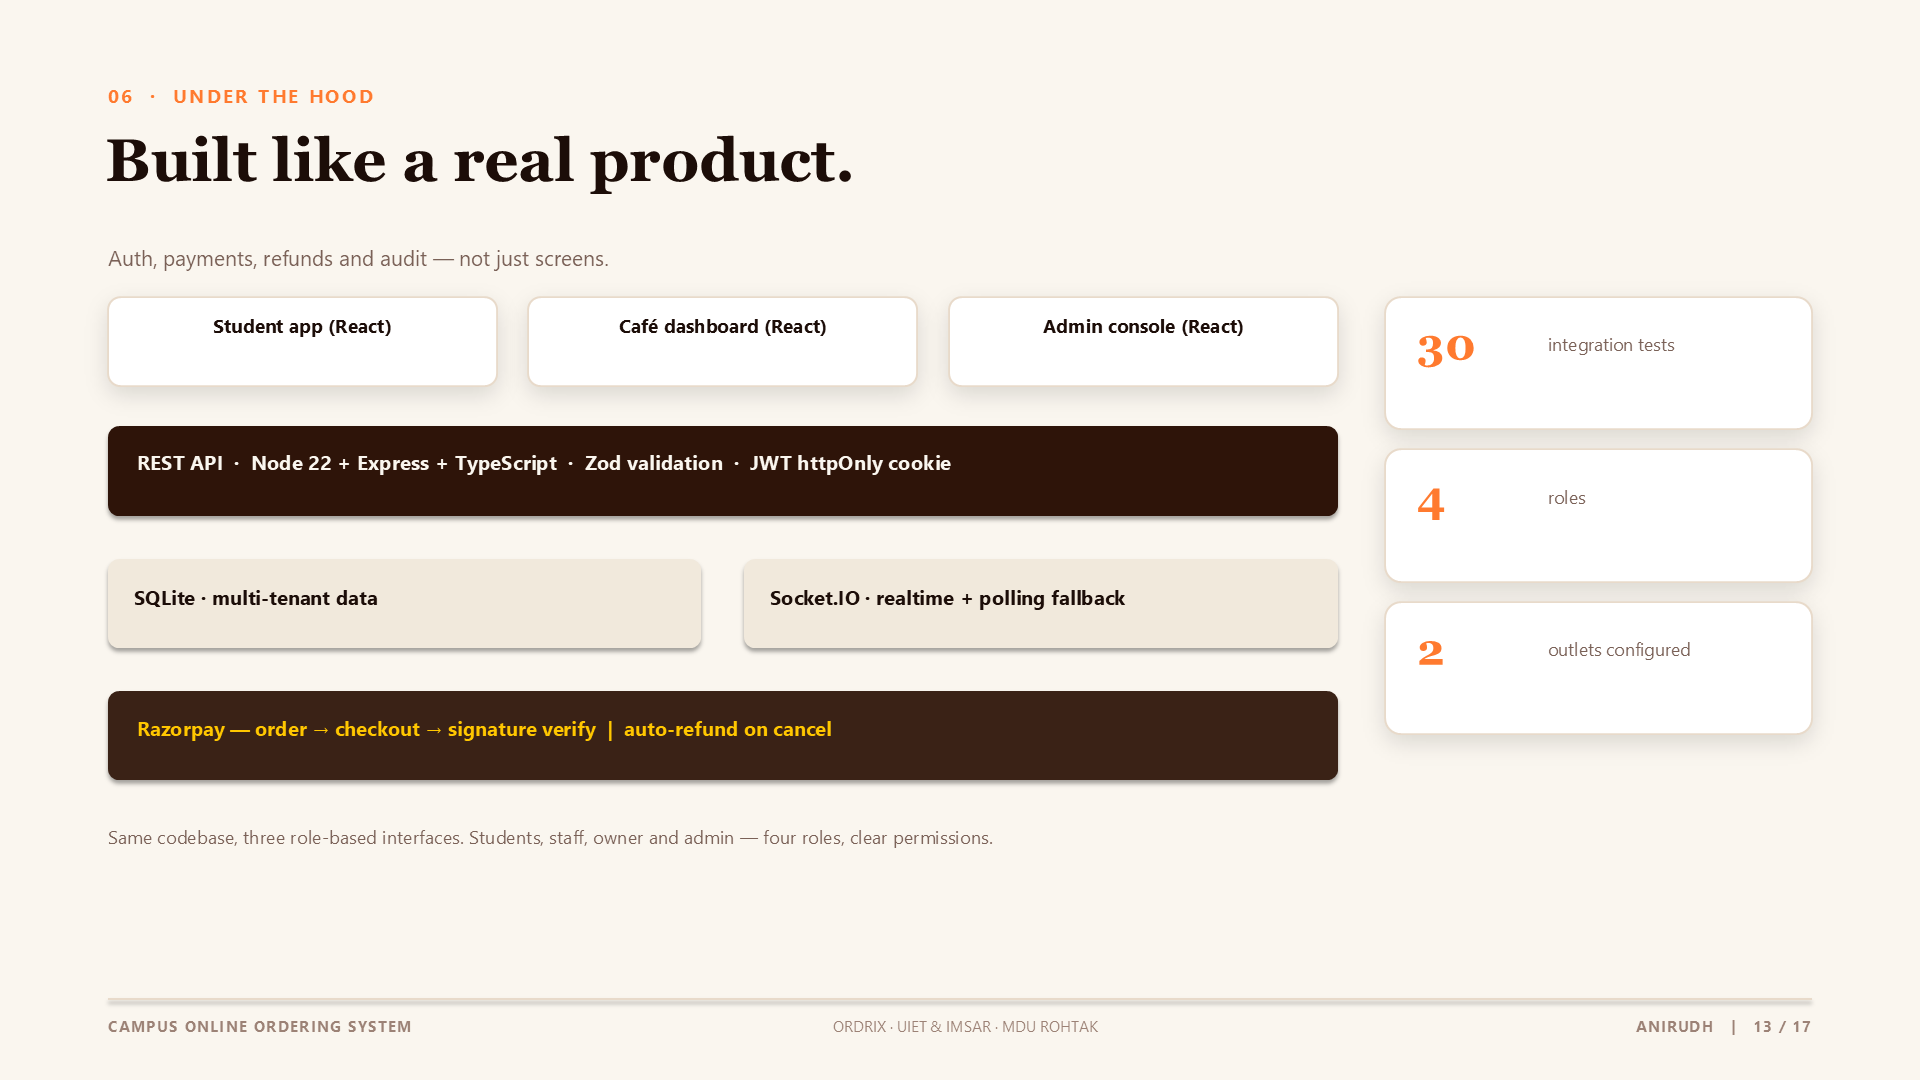 06 · UNDER THE HOOD
Built like a real product.
Auth, payments, refunds and audit — not just screens.
Student app (React)
Café dashboard (React)
Admin console (React)
REST API · Node 22 + Express + TypeScript · Zod validation · JWT httpOnly cookie
SQLite · multi-tenant data
Socket.IO · realtime + polling fallback
Razorpay — order → checkout → signature verify | auto-refund on cancel
Same codebase, three role-based interfaces. Students, staff, owner and admin — four roles, clear permissions.
30 integration tests
4 roles
2 outlets configured
CAMPUS ONLINE ORDERING SYSTEM
ORDRIX · UIET & IMSAR · MDU ROHTAK
ANIRUDH | 13 / 17